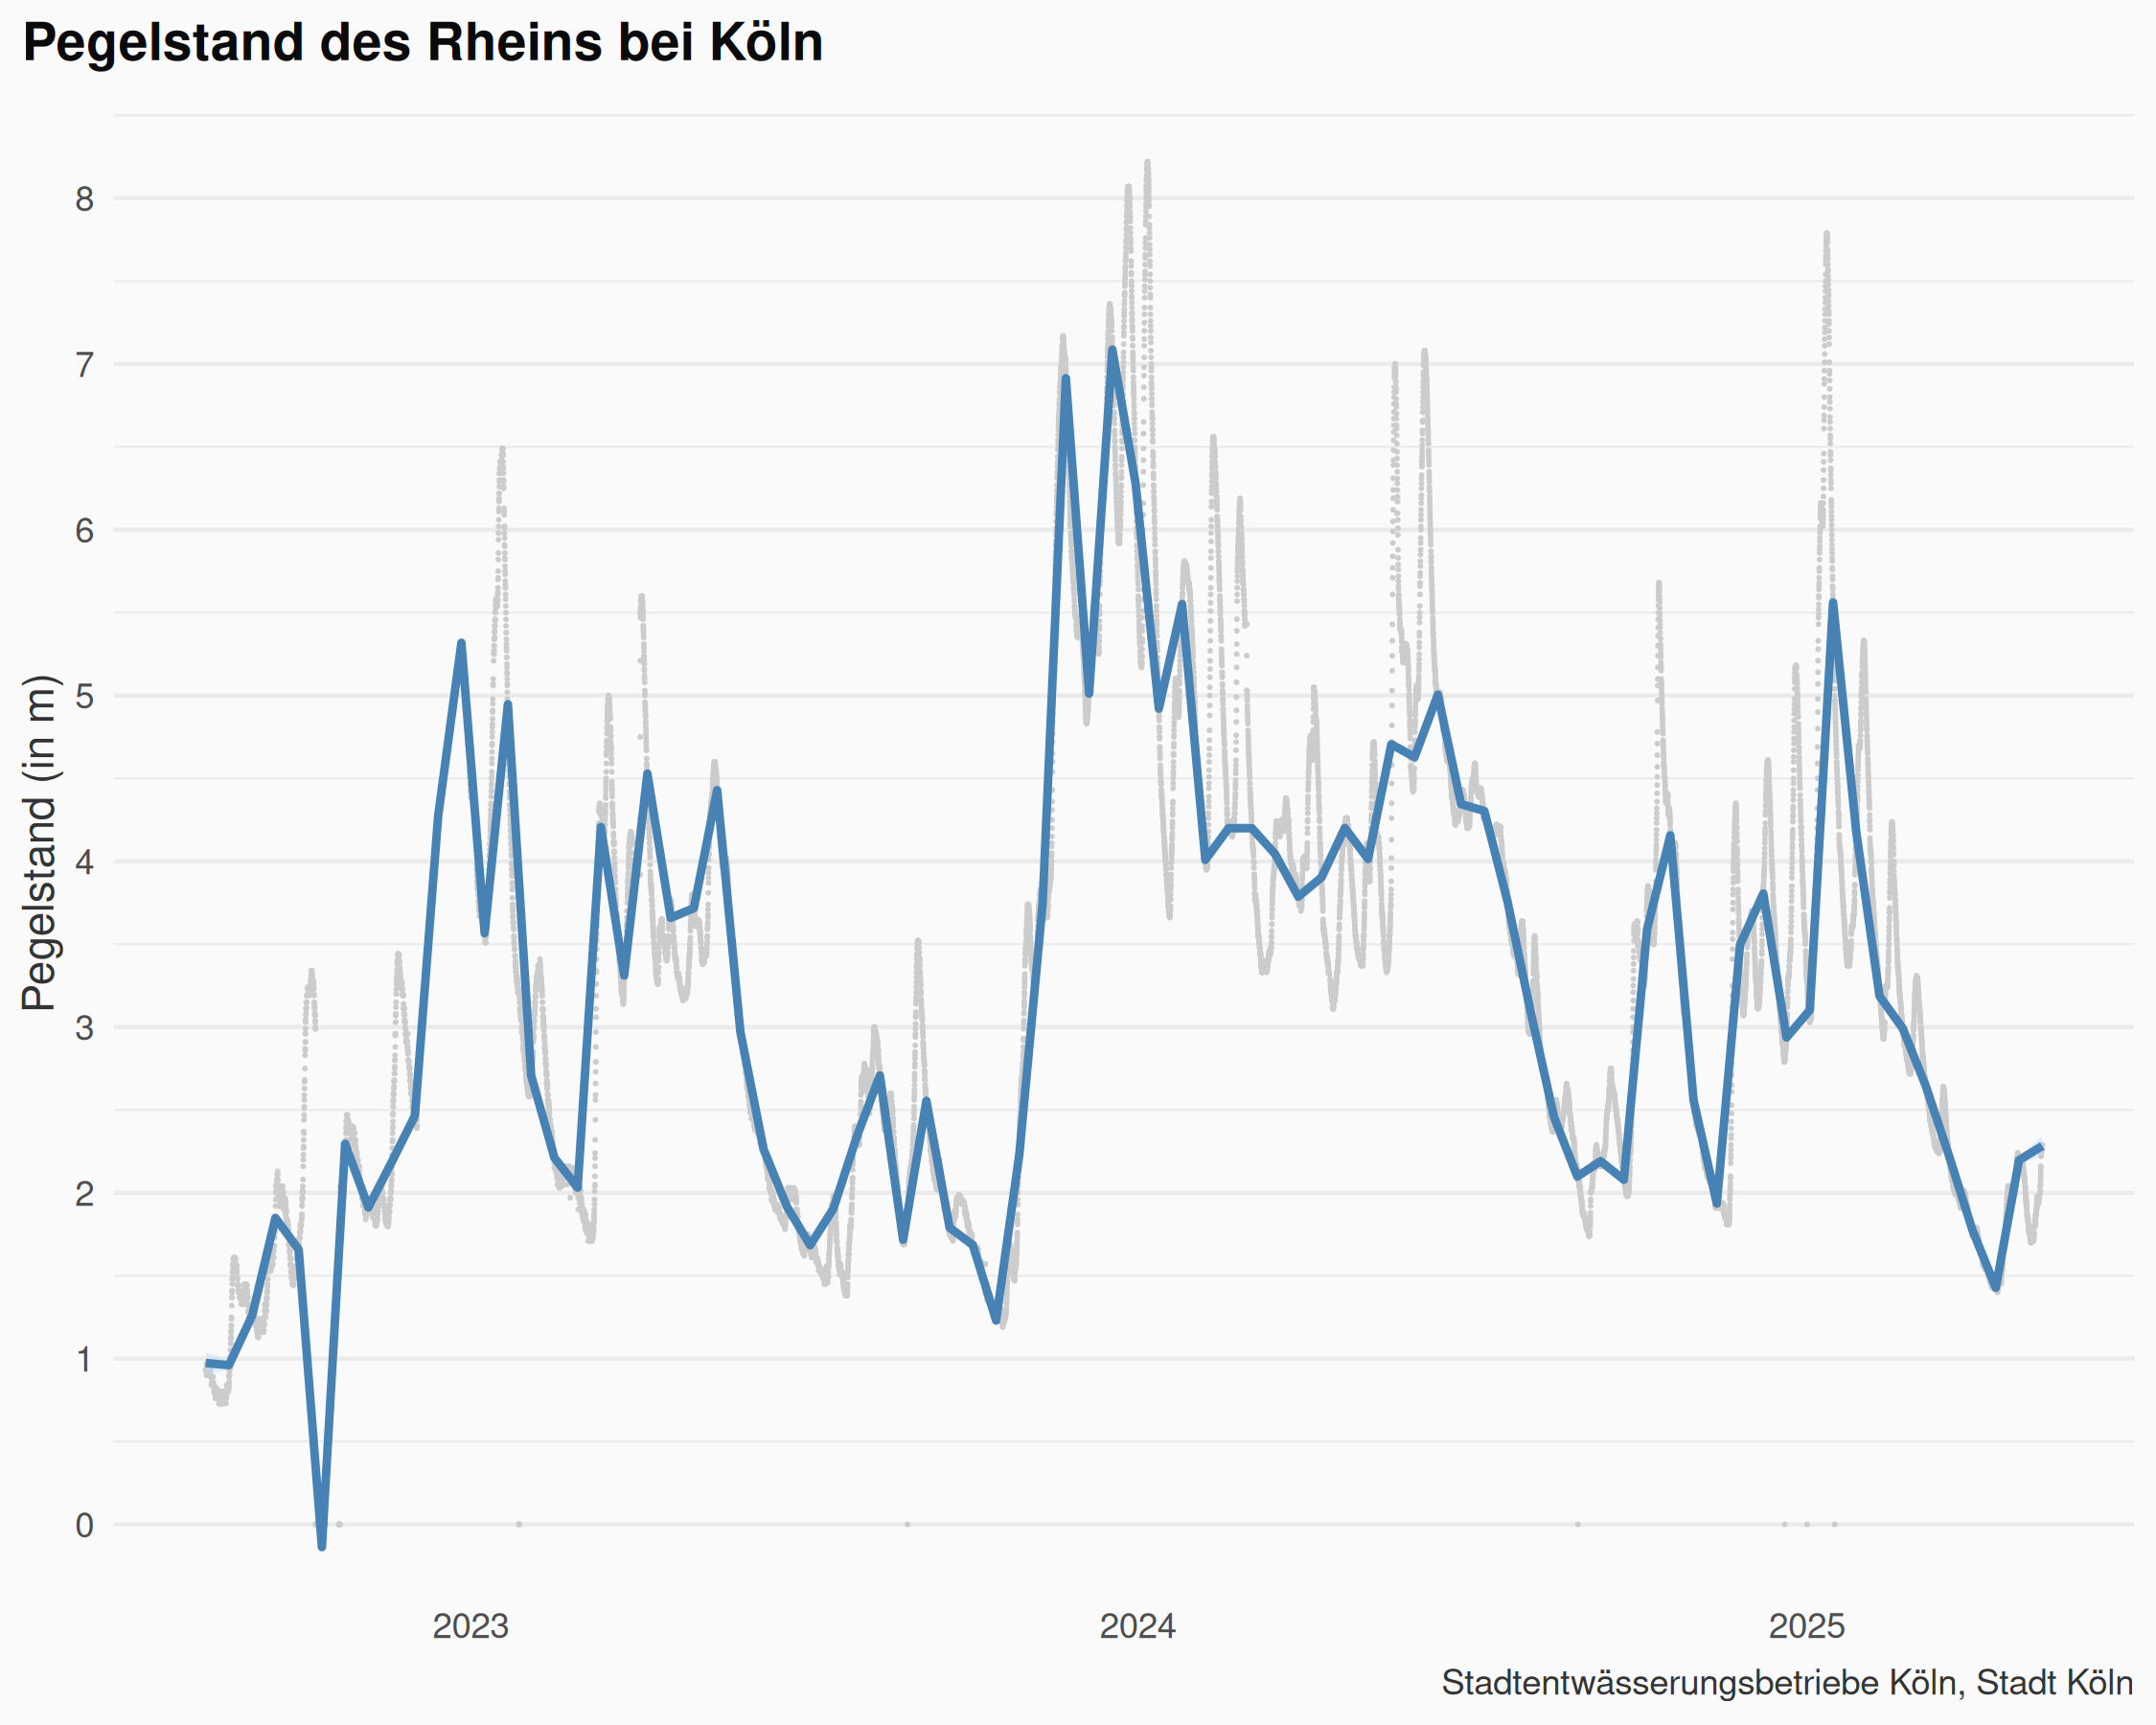 Pegelstand des Rheins bei Köln
Pegelstand (in m)
8
7
6
5
4
3
2
1
0
2023 2024 2025
Stadtentwässerungsbetriebe Köln, Stadt Köln